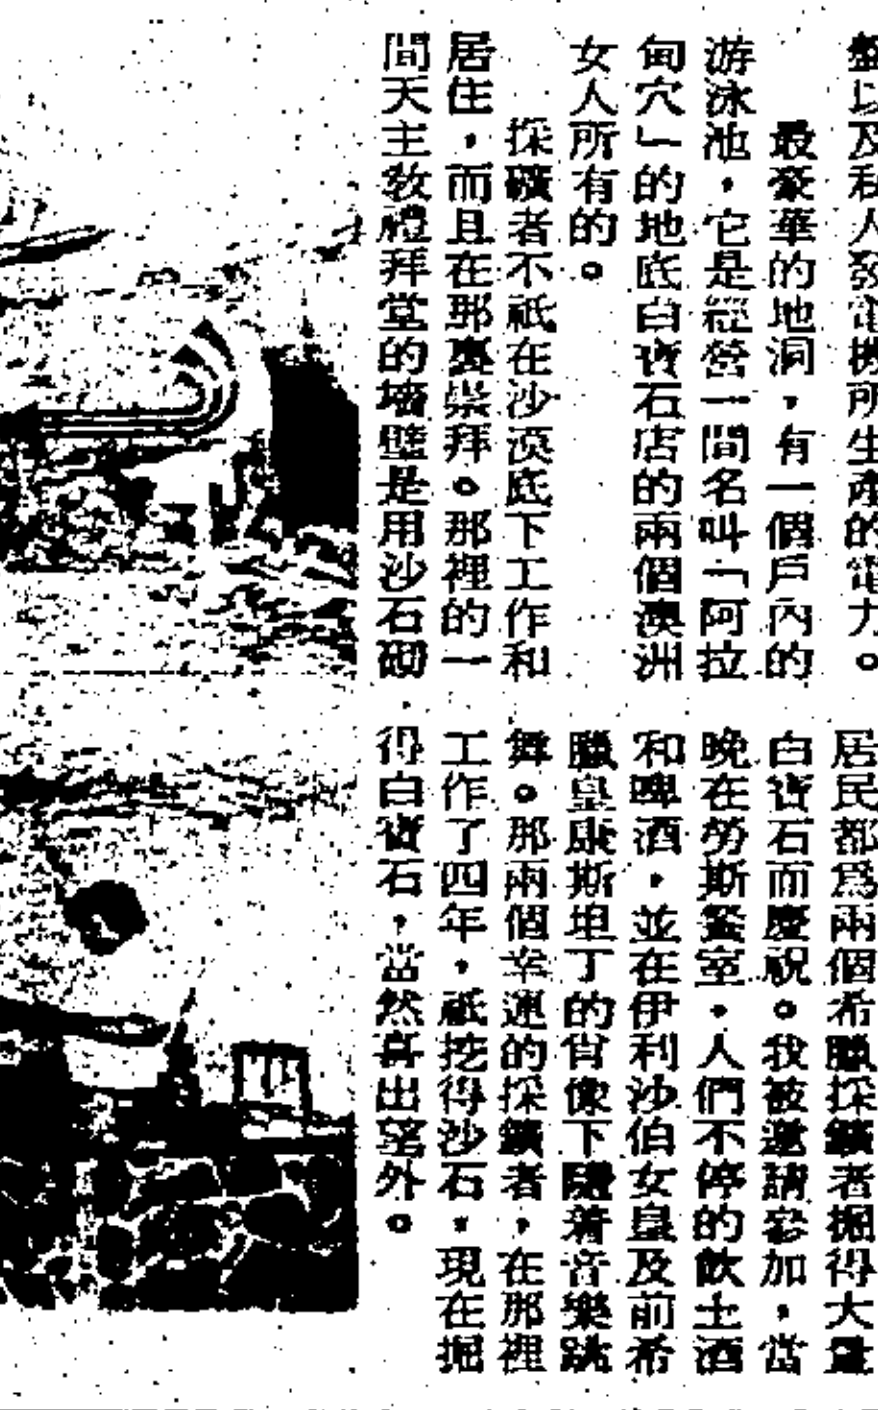 盤以及私人發電機所生產的電力。
最豪華的地洞，有一個戶內的
游泳池，它是經營一間名叫「阿拉
甸穴」的地底白寶石店的兩個澳洲
女人所有的。
採礦者不祇在沙漠底下工作和
居住，而且在那裏崇拜。那裡的一
間天主教禮拜堂的墻壁是用沙石砌
居民都爲兩個希臘採鑛者掘得大量
白寶石而慶祝。我被邀請參加，當
晚在勞斯餐室，人們不停的飲土酒
和啤酒，並在伊利沙伯女皇及前希
臘皇康斯坦丁的肖像下隨着音樂跳
舞。那兩個幸運的採鑛者，在那裡
工作了四年，祇挖得沙石，現在掘
得白寶石，當然喜出望外。